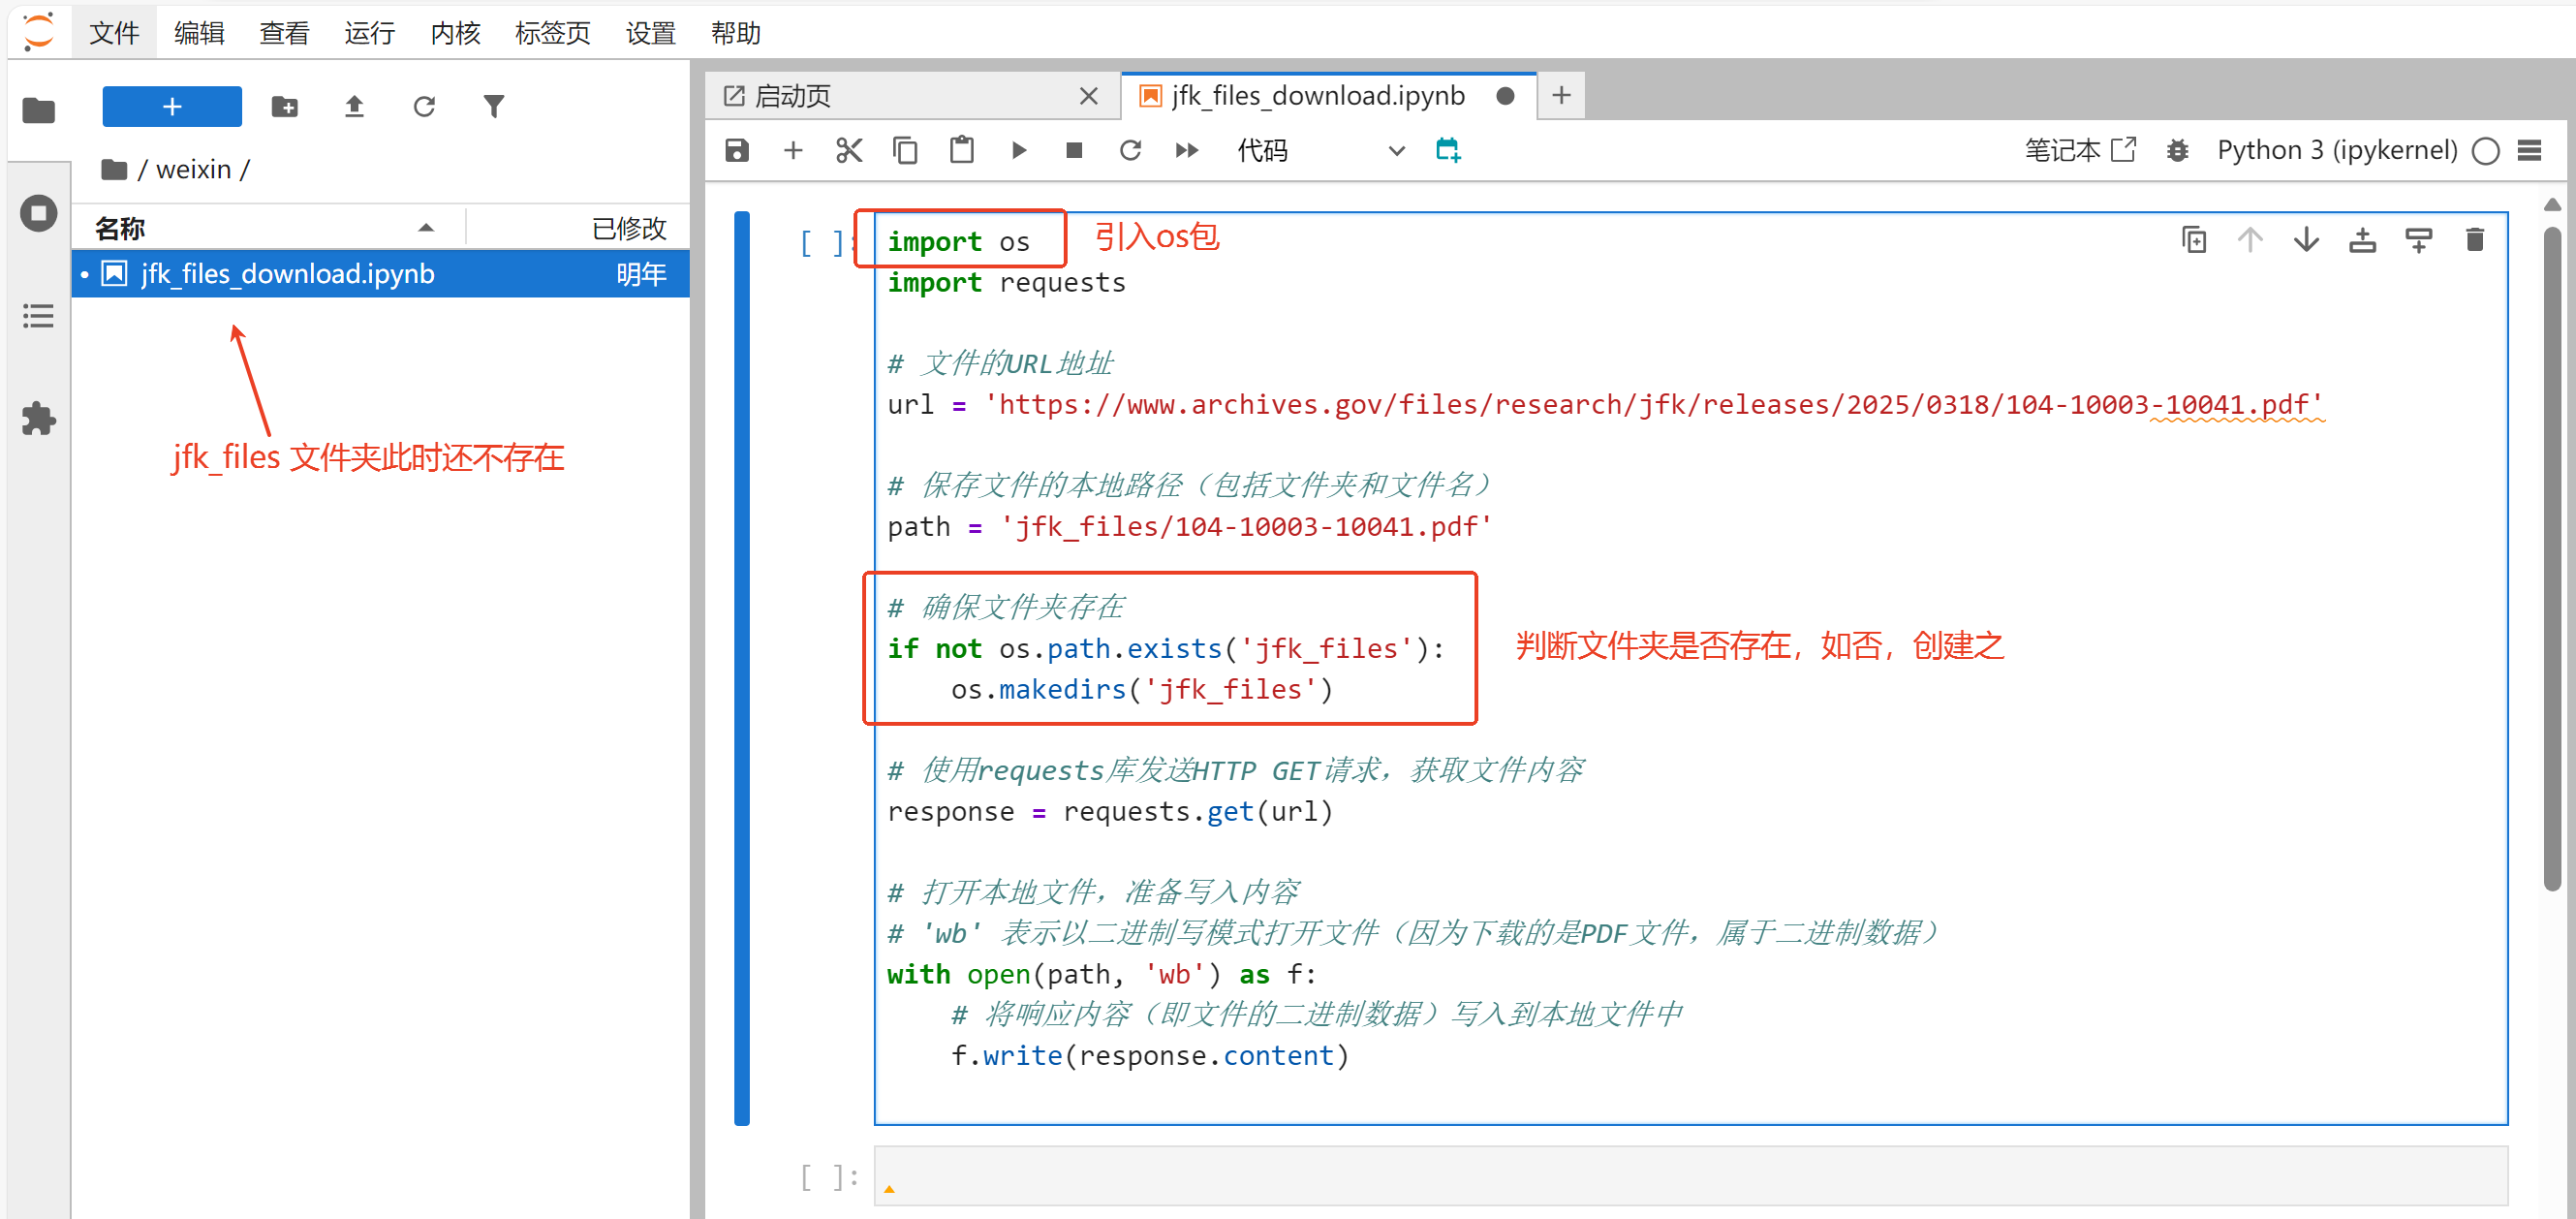 文件 编辑 查看 运行 内核 标签页 设置 帮助
+
/ weixin /
名称 已修改
• jfk_files_download.ipynb 明年
jfk_files 文件夹此时还不存在
启动页 jfk_files_download.ipynb
代码 笔记本 Python 3 (ipykernel)
[ ]: import os 引入os包
import requests
# 文件的URL地址
url = 'https://www.archives.gov/files/research/jfk/releases/2025/0318/104-10003-10041.pdf'
# 保存文件的本地路径（包括文件夹和文件名）
path = 'jfk_files/104-10003-10041.pdf'
# 确保文件夹存在
if not os.path.exists('jfk_files'):
判断文件夹是否存在，如否，创建之
    os.makedirs('jfk_files')
# 使用requests库发送HTTP GET请求，获取文件内容
response = requests.get(url)
# 打开本地文件，准备写入内容
# 'wb' 表示以二进制写模式打开文件（因为下载的是PDF文件，属于二进制数据）
with open(path, 'wb') as f:
    # 将响应内容（即文件的二进制数据）写入到本地文件中
    f.write(response.content)
[ ]: